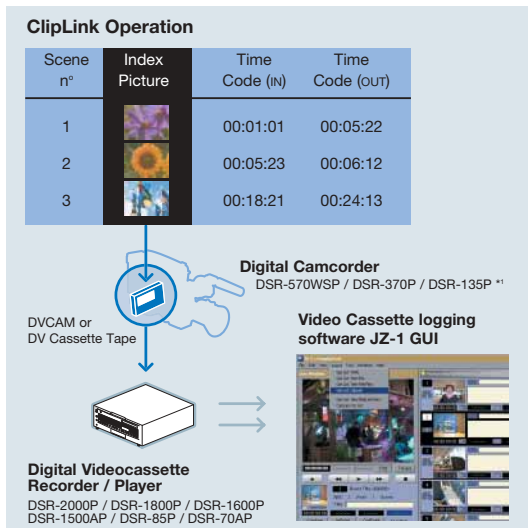 ClipLink Operation
Scene n° Index Picture Time Code (IN) Time Code (OUT)
1 00:01:01 00:05:22
2 00:05:23 00:06:12
3 00:18:21 00:24:13
Digital Camcorder
DSR-570WSP / DSR-370P / DSR-135P *1
DVCAM or
DV Cassette Tape
Video Cassette logging
software JZ-1 GUI
Digital Videocassette
Recorder / Player
DSR-2000P / DSR-1800P / DSR-1600P
DSR-1500AP / DSR-85P / DSR-70AP